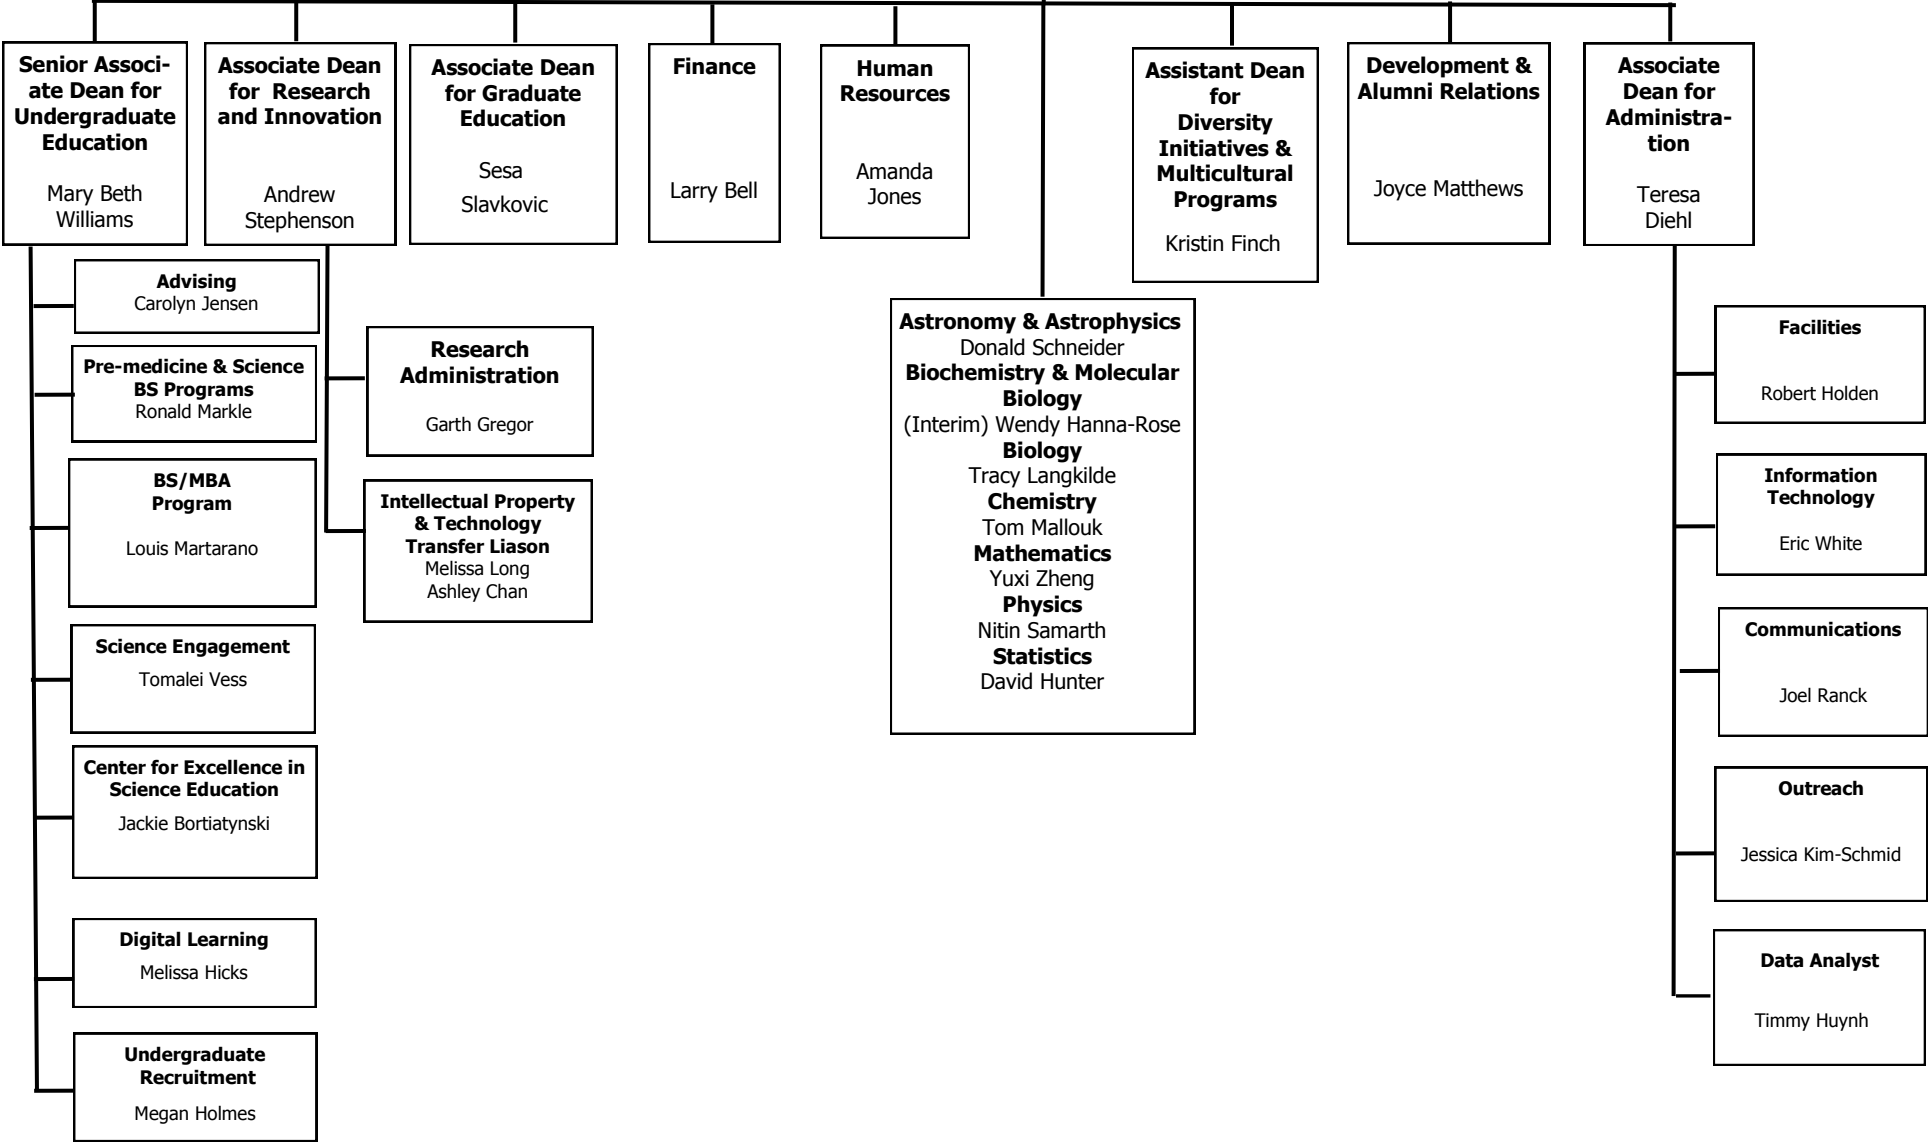 Senior Associ-
ate Dean for
Undergraduate
Education
Mary Beth
Williams
Associate Dean
for Research
and Innovation
Andrew
Stephenson
Associate Dean
for Graduate
Education
Sesa
Slavkovic
Finance
Larry Bell
Human
Resources
Amanda
Jones
Assistant Dean
for
Diversity
Initiatives &
Multicultural
Programs
Kristin Finch
Development &
Alumni Relations
Joyce Matthews
Associate
Dean for
Administra-
tion
Teresa
Diehl
Advising
Carolyn Jensen
Pre-medicine & Science
BS Programs
Ronald Markle
BS/MBA
Program
Louis Martarano
Science Engagement
Tomalei Vess
Center for Excellence in
Science Education
Jackie Bortiatynski
Digital Learning
Melissa Hicks
Undergraduate
Recruitment
Megan Holmes
Research
Administration
Garth Gregor
Intellectual Property
& Technology
Transfer Liason
Melissa Long
Ashley Chan
Astronomy & Astrophysics
Donald Schneider
Biochemistry & Molecular
Biology
(Interim) Wendy Hanna-Rose
Biology
Tracy Langkilde
Chemistry
Tom Mallouk
Mathematics
Yuxi Zheng
Physics
Nitin Samarth
Statistics
David Hunter
Facilities
Robert Holden
Information
Technology
Eric White
Communications
Joel Ranck
Outreach
Jessica Kim-Schmid
Data Analyst
Timmy Huynh